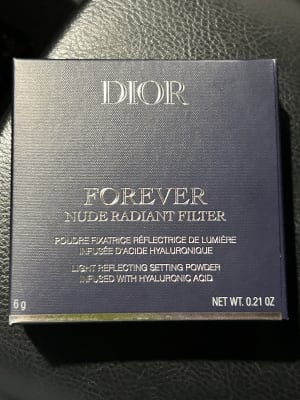 DIOR
FOREVER
NUDE RADIANT FILTER
POUDRE FIXATRICE RÉFLECTRICE DE LUMIÈRE
INFUSÉE D'ACIDE HYALURONIQUE
LIGHT REFLECTING SETTING POWDER
INFUSED WITH HYALURONIC ACID
6 g NET WT. 0.21 OZ